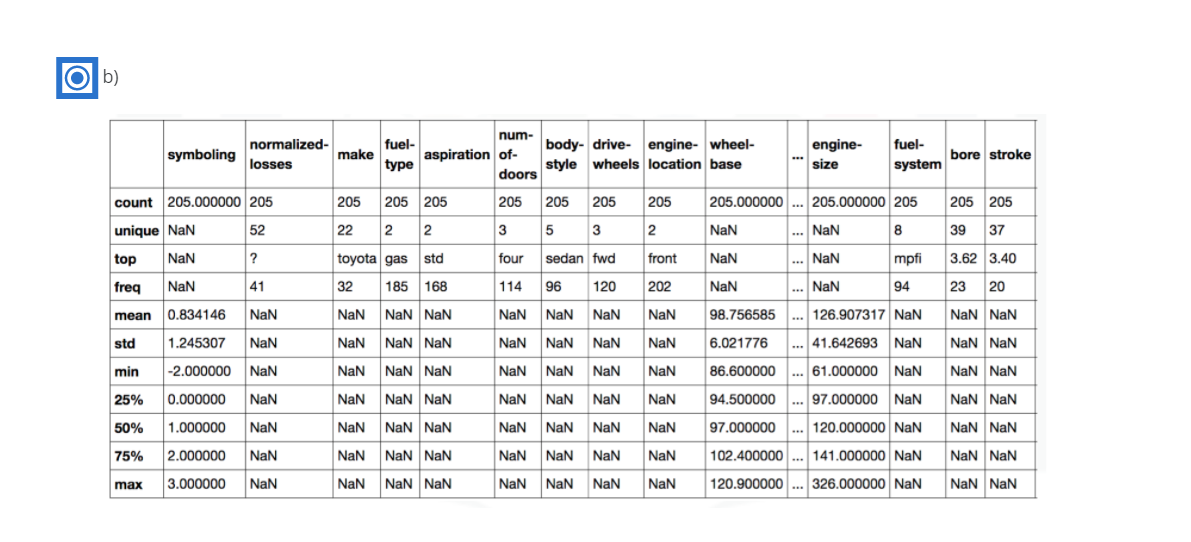 b)
symboling normalized-losses make fuel-type aspiration num-of-doors body-style drive-wheels engine-location wheel-base ... engine-size fuel-system bore stroke
count 205.000000 205 205 205 205 205 205 205 205 205.000000 ... 205.000000 205 205 205
unique NaN 52 22 2 2 3 5 3 2 NaN ... NaN 8 39 37
top NaN ? toyota gas std four sedan fwd front NaN ... NaN mpfi 3.62 3.40
freq NaN 41 32 185 168 114 96 120 202 NaN ... NaN 94 23 20
mean 0.834146 NaN NaN NaN NaN NaN NaN NaN NaN 98.756585 ... 126.907317 NaN NaN NaN
std 1.245307 NaN NaN NaN NaN NaN NaN NaN NaN 6.021776 ... 41.642693 NaN NaN NaN
min -2.000000 NaN NaN NaN NaN NaN NaN NaN NaN 86.600000 ... 61.000000 NaN NaN NaN
25% 0.000000 NaN NaN NaN NaN NaN NaN NaN NaN 94.500000 ... 97.000000 NaN NaN NaN
50% 1.000000 NaN NaN NaN NaN NaN NaN NaN NaN 97.000000 ... 120.000000 NaN NaN NaN
75% 2.000000 NaN NaN NaN NaN NaN NaN NaN NaN 102.400000 ... 141.000000 NaN NaN NaN
max 3.000000 NaN NaN NaN NaN NaN NaN NaN NaN 120.900000 ... 326.000000 NaN NaN NaN